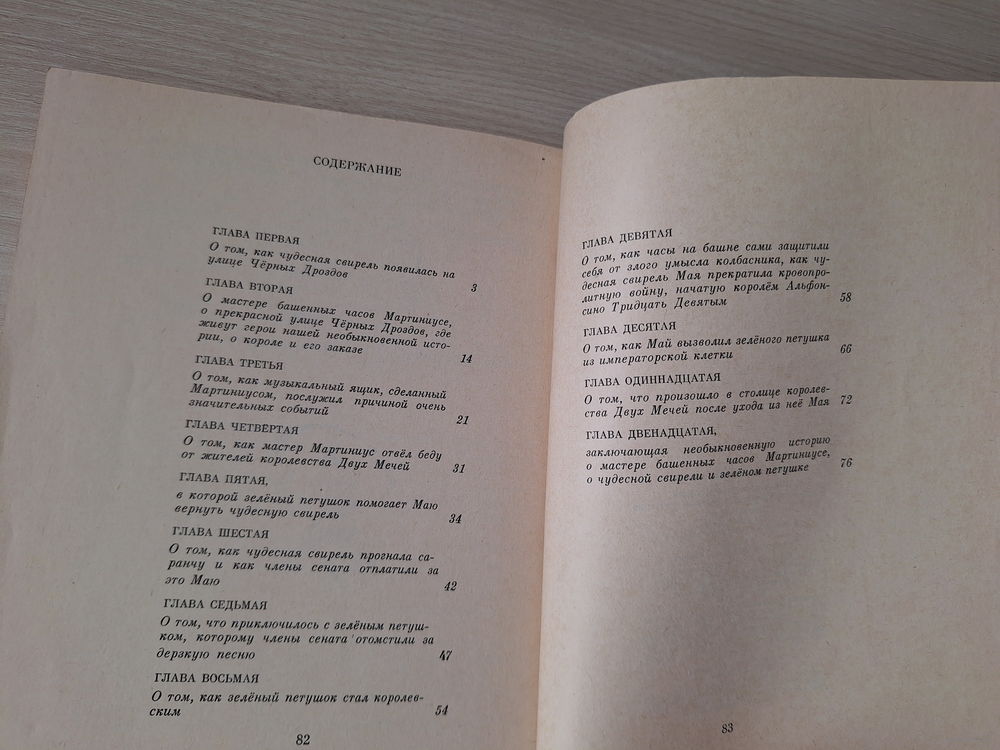 СОДЕРЖАНИЕ
ГЛАВА ПЕРВАЯ
О том, как чудесная свирель появилась на
улице Чёрных Дроздов 3
ГЛАВА ВТОРАЯ
О мастере башенных часов Мартиниусе,
о прекрасной улице Чёрных Дроздов, где
живут герои нашей необыкновенной исто-
рии, о короле и его заказе 14
ГЛАВА ТРЕТЬЯ
О том, как музыкальный ящик, сделанный
Мартиниусом, послужил причиной очень
значительных событий 21
ГЛАВА ЧЕТВЁРТАЯ
О том, как мастер Мартиниус отвёл беду
от жителей королевства Двух Мечей 31
ГЛАВА ПЯТАЯ,
в которой зелёный петушок помогает Маю
вернуть чудесную свирель 34
ГЛАВА ШЕСТАЯ
О том, как чудесная свирель прогнала са-
ранчу и как члены сената отплатили за
это Маю 42
ГЛАВА СЕДЬМАЯ
О том, что приключилось с зелёным петуш-
ком, которому члены сената отомстили за
дерзкую песню 47
ГЛАВА ВОСЬМАЯ
О том, как зелёный петушок стал королев-
ским 54
82
ГЛАВА ДЕВЯТАЯ
О том, как часы на башне сами защитили
себя от злого умысла колбасника, как чу-
десная свирель Мая прекратила кровопро-
литную войну, начатую королём Альфон-
сино Тридцать Девятым 58
ГЛАВА ДЕСЯТАЯ
О том, как Май вызволил зелёного петушка
из императорской клетки 66
ГЛАВА ОДИННАДЦАТАЯ
О том, что произошло в столице королев-
ства Двух Мечей после ухода из неё Мая 72
ГЛАВА ДВЕНАДЦАТАЯ,
заключающая необыкновенную историю
о мастере башенных часов Мартиниусе,
о чудесной свирели и зелёном петушке 76
83